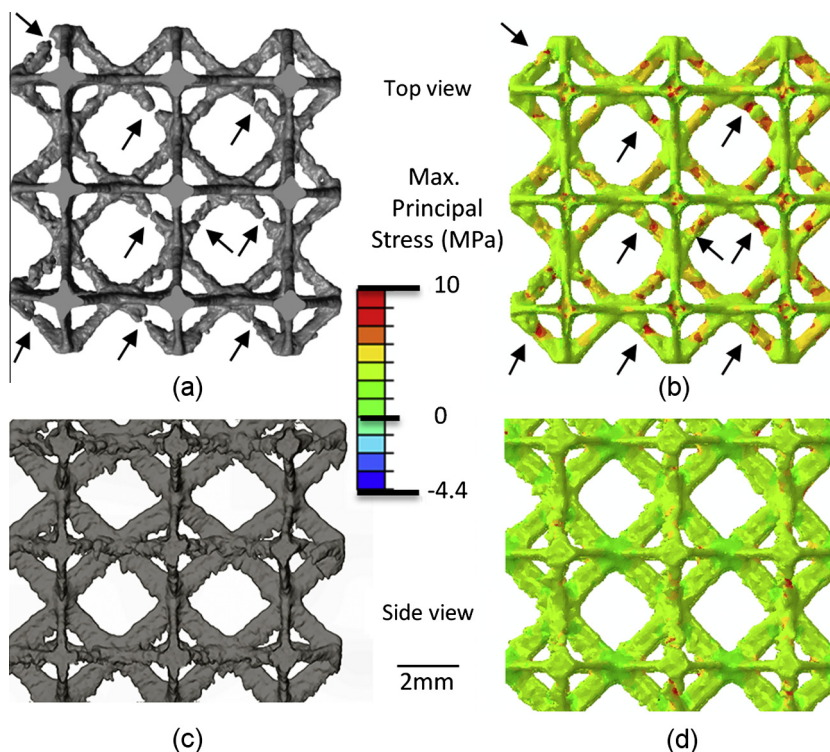 Top view
Max.
Principal
Stress (MPa)
10
0
-4.4
(a)
(b)
Side view
2mm
(c)
(d)